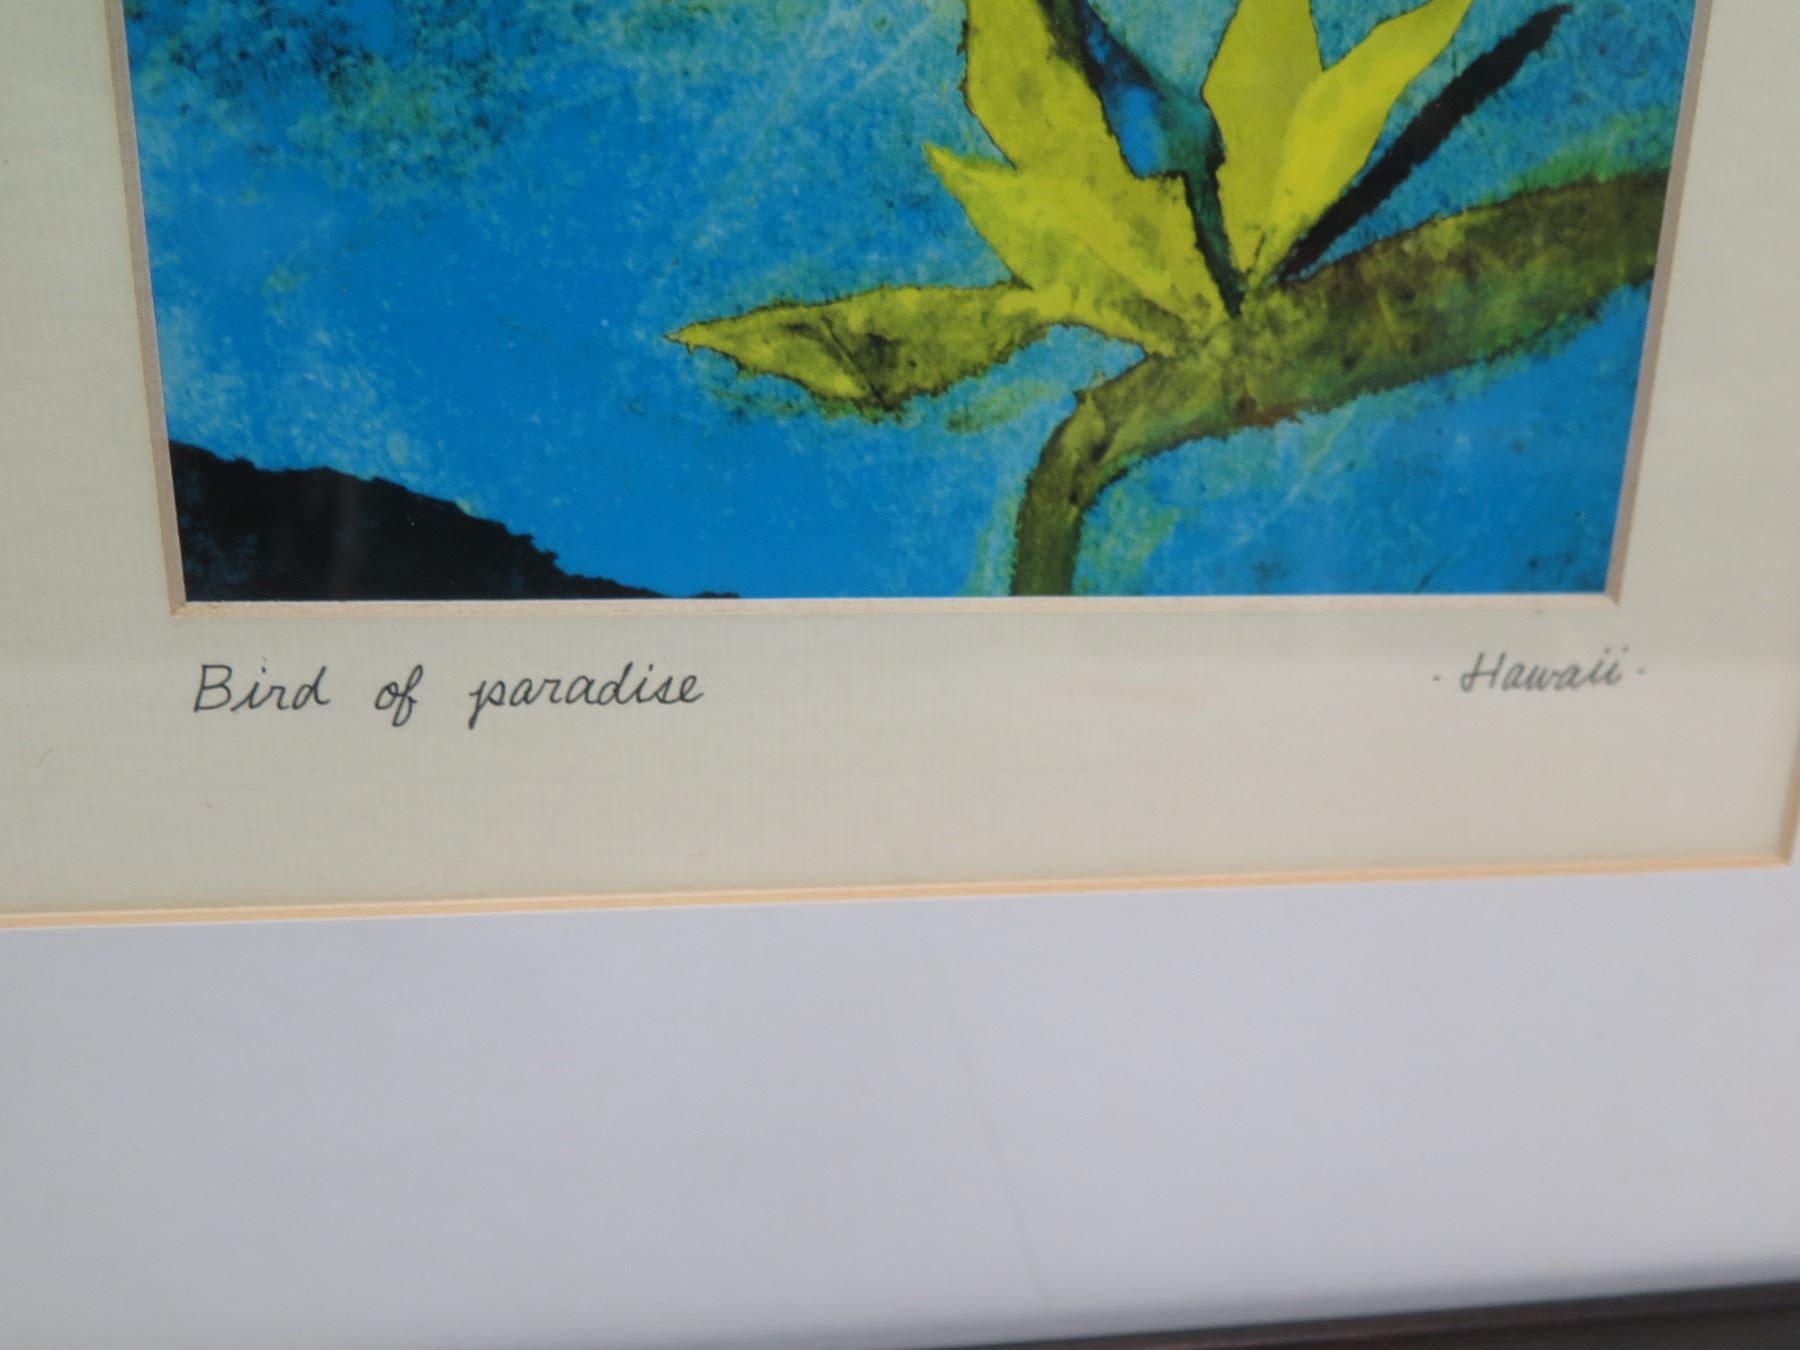 Bird of paradise
- Hawaii -